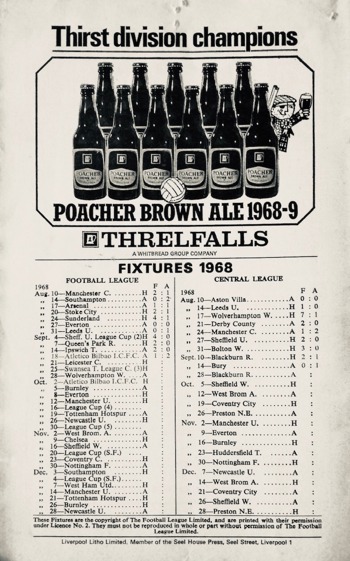 Thirst division champions
POACHER BROWN ALE 1968-9
THRELFALLS
A WHITBREAD GROUP COMPANY
FIXTURES 1968
FOOTBALL LEAGUE
1968 F A
Aug. 10—Manchester C. H 2 : 1
„ 14—Southampton A 0 : 2
„ 17—Arsenal A 1 : 1
„ 20—Stoke City H 2 : 1
„ 24—Sunderland H 4 : 1
„ 27—Everton A 0 : 0
„ 31—Leeds U. A 0 : 1
Sept. 4—Sheff. U. League Cup (2) H 4 : 0
„ 7—Queen's Park R. H 2 : 0
„ 14—Ipswich T. A 2 : 0
„ 18—Atletico Bilbao I.C.F.C. A 1 : 2
„ 21—Leicester C. H :
„ 25—Swansea T. League C. (3) H :
„ 28—Wolverhampton W. A :
Oct. 2—Atletico Bilbao I.C.F.C. H :
„ 5—Burnley A :
„ 8—Everton H :
„ 12—Manchester U. H :
„ 16—League Cup (4) :
„ 19—Tottenham Hotspur A :
„ 26—Newcastle U. H :
„ 30—League Cup (5) :
Nov. 2—West Brom. A. A :
„ 9—Chelsea H :
„ 16—Sheffield W. A :
„ 20—League Cup (S.F.) :
„ 23—Coventry C. H :
„ 30—Nottingham F. A :
Dec. 3—Southampton H :
„ 4—League Cup (S.F.) :
„ 7—West Ham Utd. H :
„ 14—Manchester U. A :
„ 21—Tottenham Hotspur H :
„ 26—Burnley H :
„ 28—Newcastle U. A :
CENTRAL LEAGUE
1968 F A
Aug. 10—Aston Villa A 0 : 0
„ 14—Leeds U. H 1 : 0
„ 17—Wolverhampton W. H 7 : 1
„ 21—Derby County A 2 : 0
„ 24—Manchester C. A 1 : 2
„ 27—Sheffield U. H 2 : 0
„ 31—Bolton W. H 3 : 0
Sept. 10—Blackburn R. H 2 : 1
„ 14—Bury A 0 : 1
„ 28—Blackburn R. A :
Oct. 5—Sheffield W. H :
„ 12—West Brom A. A :
„ 19—Coventry City H :
„ 26—Preston N.E. A :
Nov. 2—Manchester U. H :
„ 9—Everton A :
„ 16—Burnley H :
„ 23—Huddersfield T. A :
„ 30—Nottingham F. H :
Dec. 7—Newcastle U. A :
„ 14—West Brom A. H :
„ 21—Coventry City A :
„ 26—Sheffield W. A :
„ 28—Preston N.E. H :
These Fixtures are the copyright of The Football League Limited, and are printed with their permission
under Licence No. 2. They must not be reproduced in whole or part without permission of The Football
League Limited.
Liverpool Litho Limited, Member of the Seel House Press, Seel Street, Liverpool 1